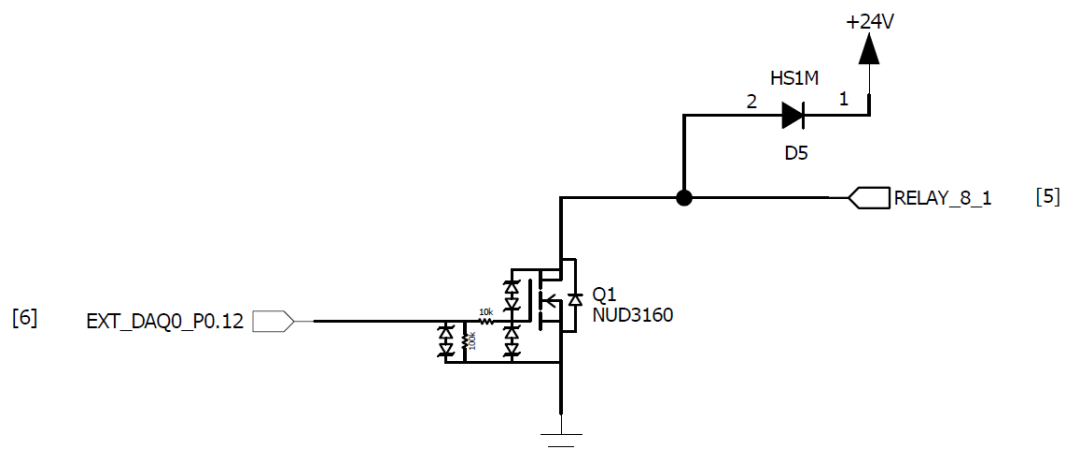 +24V
HS1M
2 1
D5
RELAY_8_1 [5]
Q1
NUD3160
10k
100k
[6] EXT_DAQ0_P0.12